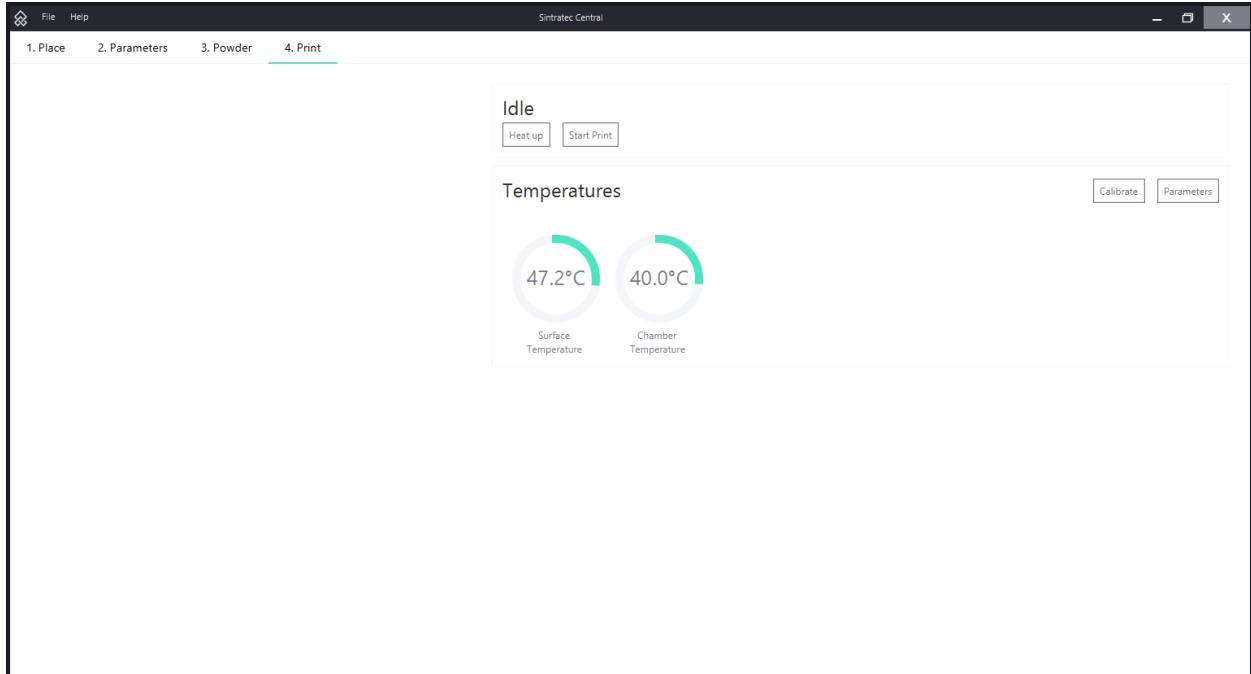 File Help Sintratec Central X
1. Place 2. Parameters 3. Powder 4. Print
Idle
Heat up Start Print
Temperatures Calibrate Parameters
47.2°C 40.0°C
Surface Chamber
Temperature Temperature